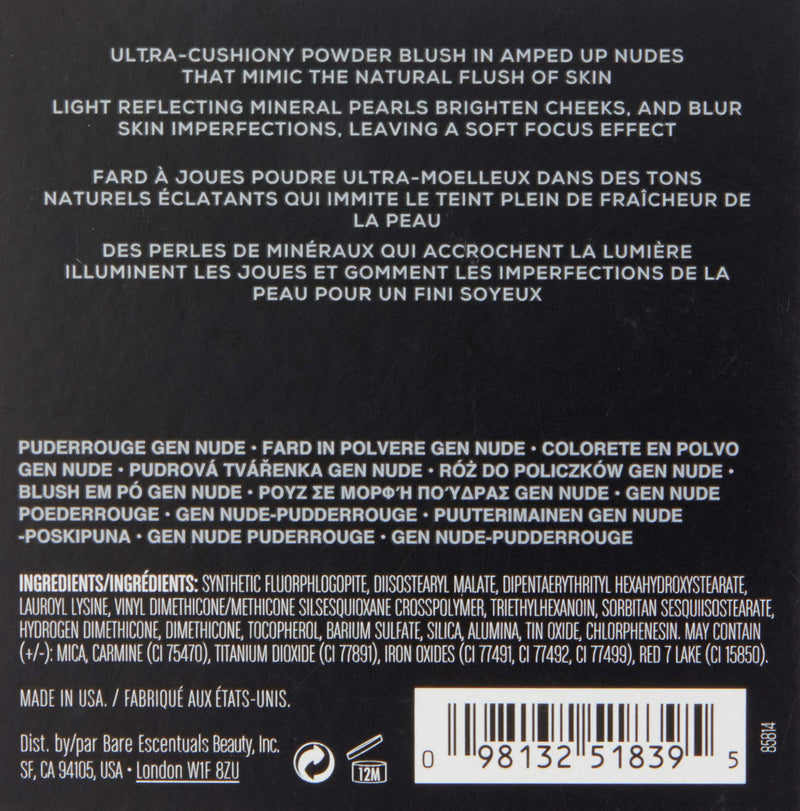 ULTRA-CUSHIONY POWDER BLUSH IN AMPED UP NUDES
THAT MIMIC THE NATURAL FLUSH OF SKIN
LIGHT REFLECTING MINERAL PEARLS BRIGHTEN CHEEKS, AND BLUR
SKIN IMPERFECTIONS, LEAVING A SOFT FOCUS EFFECT
FARD À JOUES POUDRE ULTRA-MOELLEUX DANS DES TONS
NATURELS ÉCLATANTS QUI IMMITE LE TEINT PLEIN DE FRAÎCHEUR DE
LA PEAU
DES PERLES DE MINÉRAUX QUI ACCROCHENT LA LUMIÈRE
ILLUMINENT LES JOUES ET GOMMENT LES IMPERFECTIONS DE LA
PEAU POUR UN FINI SOYEUX
PUDERROUGE GEN NUDE • FARD IN POLVERE GEN NUDE • COLORETE EN POLVO
GEN NUDE • PUDROVÁ TVÁŘENKA GEN NUDE • RÓŻ DO POLICZKÓW GEN NUDE •
BLUSH EM PÓ GEN NUDE • ΡΟΥΖ ΣΕ ΜΟΡΦΉ ΠΟΎΔΡΑΣ GEN NUDE • GEN NUDE
POEDERROUGE • GEN NUDE-PUDDERROUGE • PUUTERIMAINEN GEN NUDE
-POSKIPUNA • GEN NUDE PUDERROUGE • GEN NUDE-PUDDERROUGE
INGREDIENTS/INGRÉDIENTS: SYNTHETIC FLUORPHLOGOPITE, DIISOSTEARYL MALATE, DIPENTAERYTHRITYL HEXAHYDROXYSTEARATE,
LAUROYL LYSINE, VINYL DIMETHICONE/METHICONE SILSESQUIOXANE CROSSPOLYMER, TRIETHYLHEXANOIN, SORBITAN SESQUIISOSTEARATE,
HYDROGEN DIMETHICONE, DIMETHICONE, TOCOPHEROL, BARIUM SULFATE, SILICA, ALUMINA, TIN OXIDE, CHLORPHENESIN. MAY CONTAIN
(+/-): MICA, CARMINE (CI 75470), TITANIUM DIOXIDE (CI 77891), IRON OXIDES (CI 77491, CI 77492, CI 77499), RED 7 LAKE (CI 15850).
MADE IN USA. / FABRIQUÉ AUX ÉTATS-UNIS.
Dist. by/par Bare Escentuals Beauty, Inc.
SF, CA 94105, USA • London W1F 8ZU
12M
0 98132 51839 5
85814